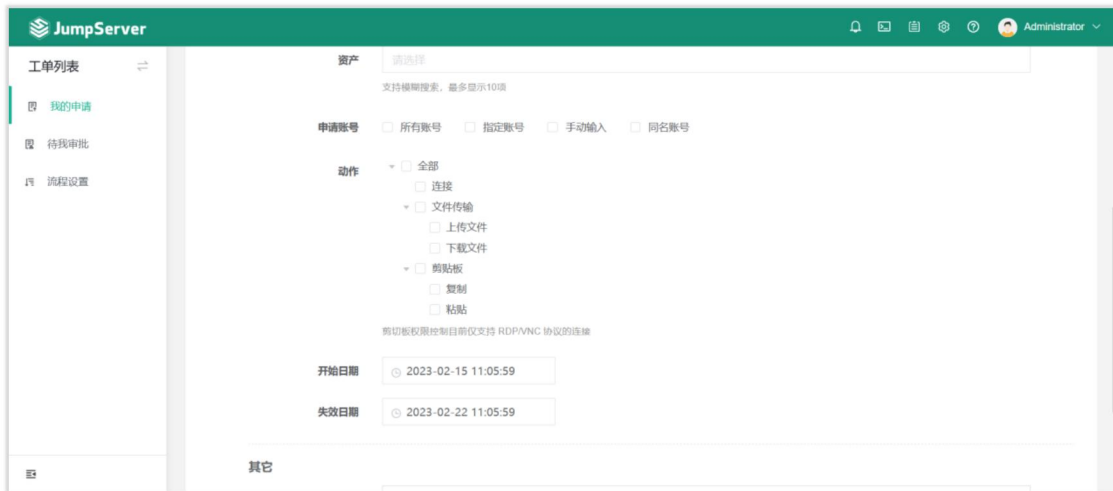 JumpServer
Administrator
工单列表
我的申请
待我审批
流程设置
资产
请选择
支持模糊搜索，最多显示10项
申请账号
所有账号 指定账号 手动输入 同名账号
动作
全部
连接
文件传输
上传文件
下载文件
剪贴板
复制
粘贴
剪切板权限控制目前仅支持 RDP/VNC 协议的连接
开始日期
2023-02-15 11:05:59
失效日期
2023-02-22 11:05:59
其它